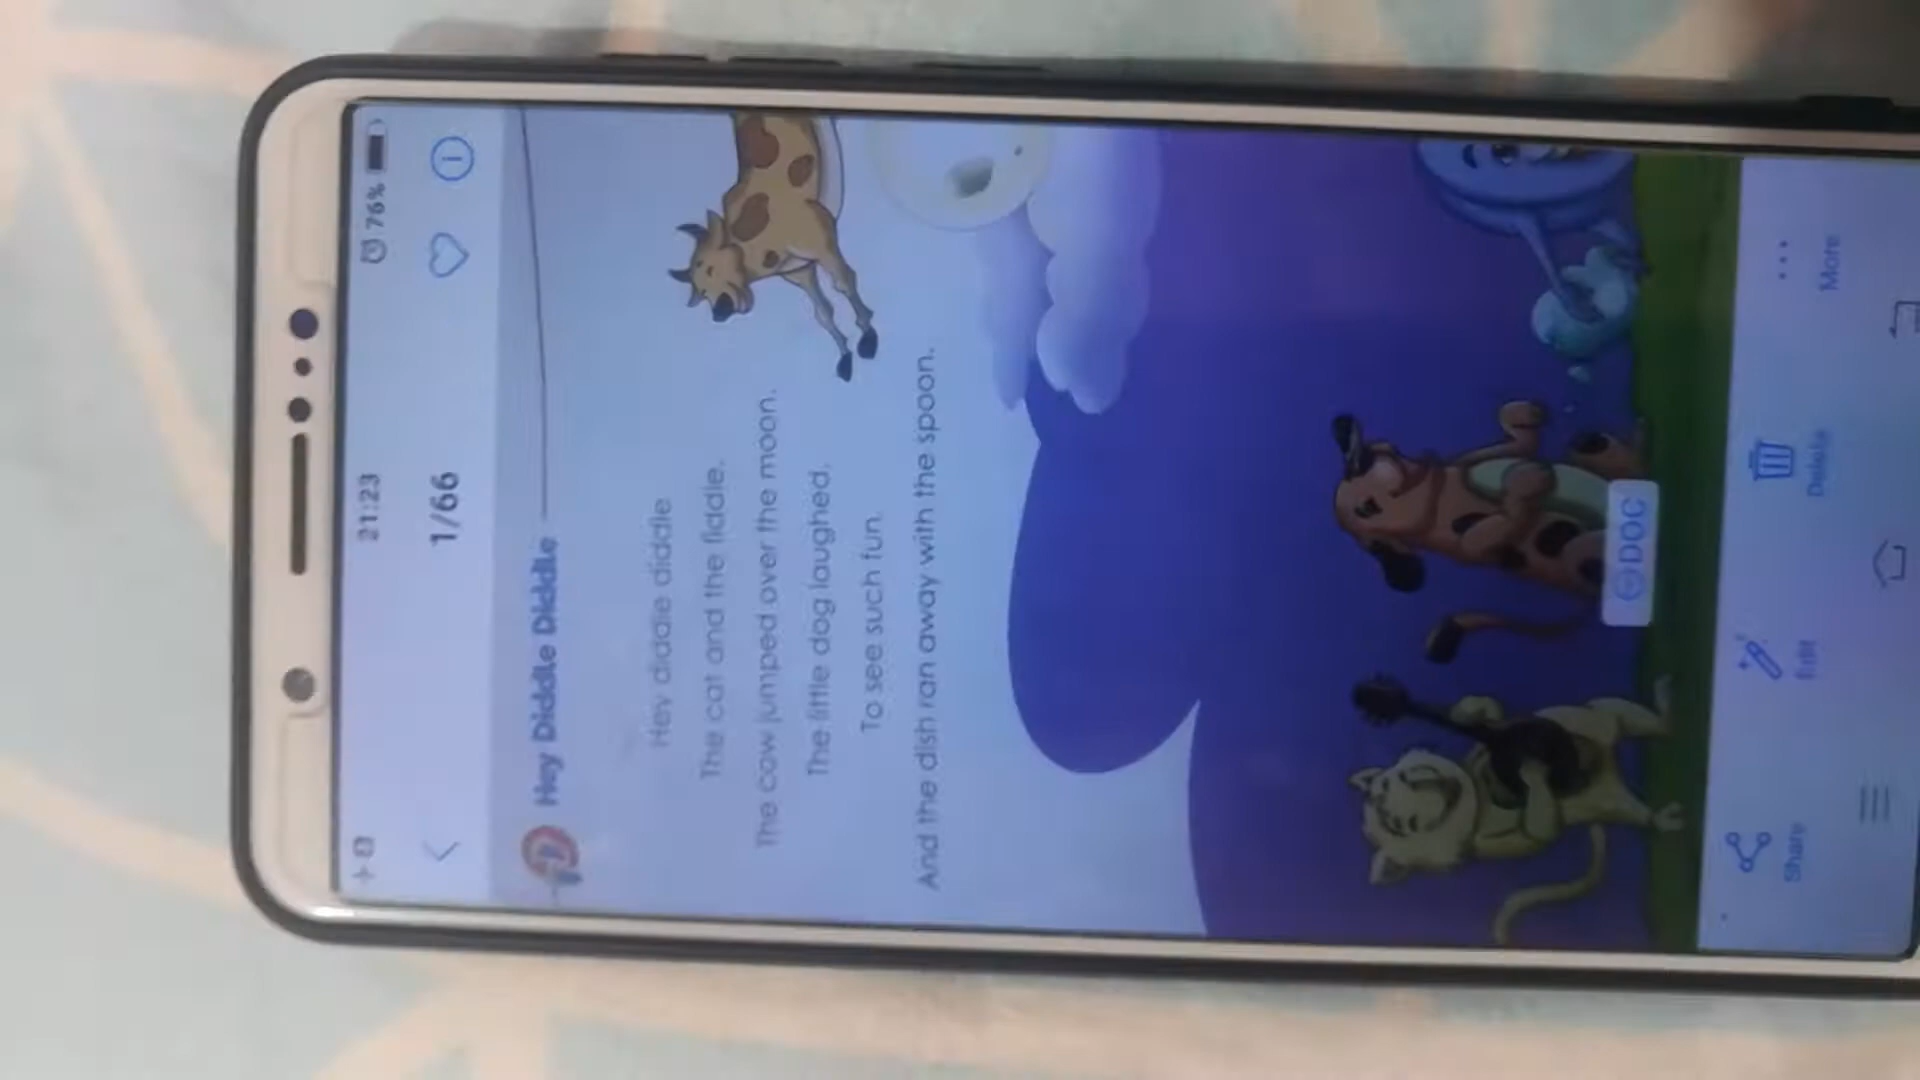 21:23
76%
1/66
Hey Diddle Diddle
Hey diddle diddle
The cat and the fiddle.
The cow jumped over the moon.
The little dog laughed,
To see such fun.
And the dish ran away with the spoon.
DOC
Share
Edit
Delete
More